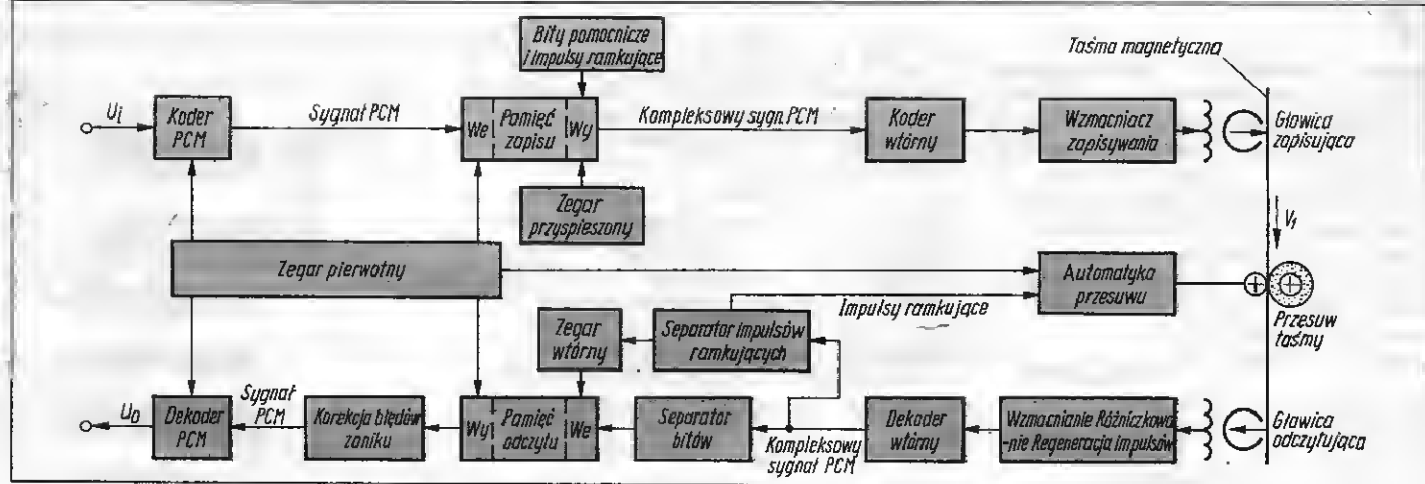 Bity pomocnicze
i impulsy ramkujące
Taśma magnetyczna
Ui
Koder
PCM
Sygnał PCM
We
Pamięć
zapisu
Wy
Kompleksowy sygn. PCM
Koder
wtórny
Wzmacniacz
zapisywania
Głowica
zapisująca
Zegar
przyspieszony
V1
Zegar pierwotny
Automatyka
przesuwu
Impulsy ramkujące
Przesuw
taśmy
Zegar
wtórny
Separator impulsów
ramkujących
Uo
Dekoder
PCM
Sygnał
PCM
Korekcja błędów
zaniku
Wy
Pamięć
odczytu
We
Separator
bitów
Kompleksowy
sygnał PCM
Dekoder
wtórny
Wzmacnianie Różniczkowa-
-nie Regeneracja Impulsów
Głowica
odczytująca